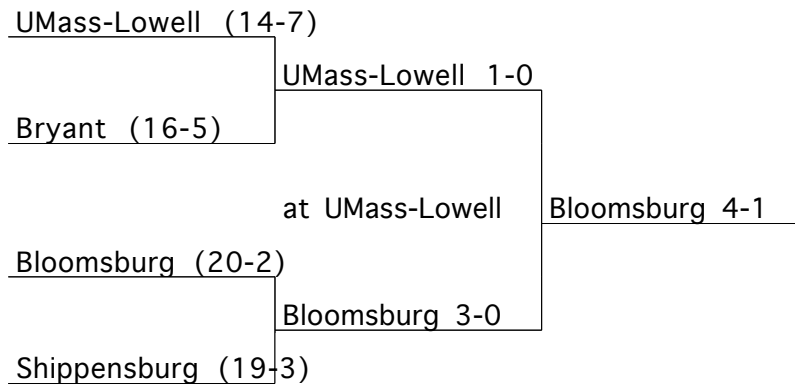 UMass-Lowell (14-7)
UMass-Lowell 1-0
Bryant (16-5)
at UMass-Lowell
Bloomsburg 4-1
Bloomsburg (20-2)
Bloomsburg 3-0
Shippensburg (19-3)